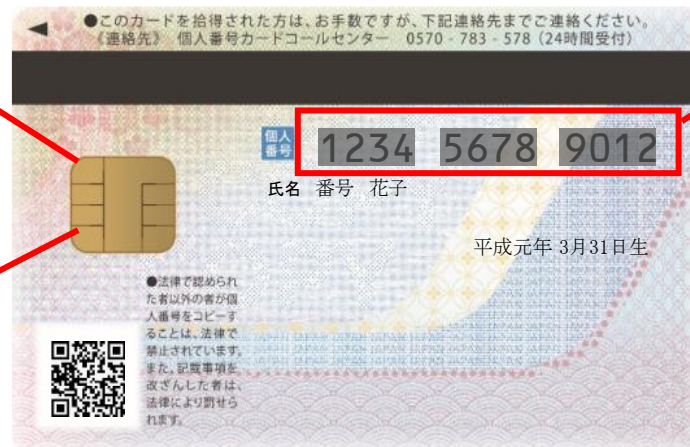 ●このカードを拾得された方は、お手数ですが、下記連絡先までご連絡ください。
《連絡先》 個人番号カードコールセンター 0570-783-578（24時間受付）
個人
番号
1234 5678 9012
氏名 番号 花子
平成元年 3月31日生
●法律で認められ
た者以外の者が個
人番号をコピーす
ることは、法律で
禁止されています。
また、記載事項を
改ざんした者は、
法律により罰せら
れます。